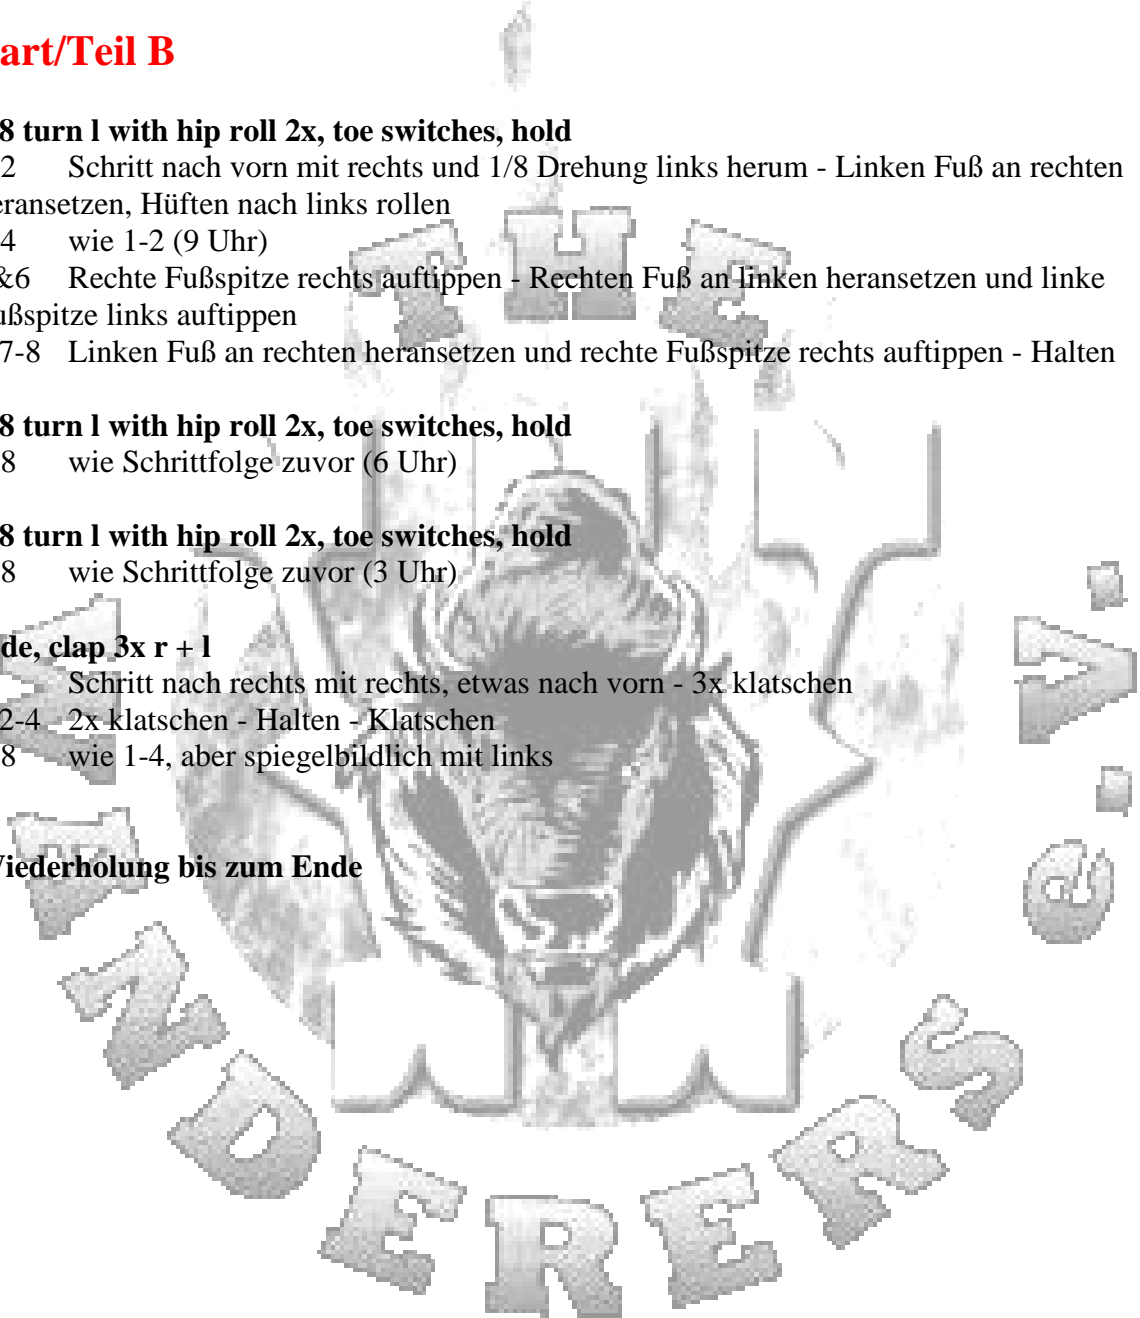 art/Teil B
8 turn l with hip roll 2x, toe switches, hold
2 Schritt nach vorn mit rechts und 1/8 Drehung links herum - Linken Fuß an rechten
eransetzen, Hüften nach links rollen
4 wie 1-2 (9 Uhr)
&6 Rechte Fußspitze rechts auftippen - Rechten Fuß an linken heransetzen und linke
ußspitze links auftippen
7-8 Linken Fuß an rechten heransetzen und rechte Fußspitze rechts auftippen - Halten
8 turn l with hip roll 2x, toe switches, hold
8 wie Schrittfolge zuvor (6 Uhr)
8 turn l with hip roll 2x, toe switches, hold
8 wie Schrittfolge zuvor (3 Uhr)
de, clap 3x r + l
Schritt nach rechts mit rechts, etwas nach vorn - 3x klatschen
2-4 2x klatschen - Halten - Klatschen
8 wie 1-4, aber spiegelbildlich mit links
Wiederholung bis zum Ende
THE
WINDERERS
e.V.